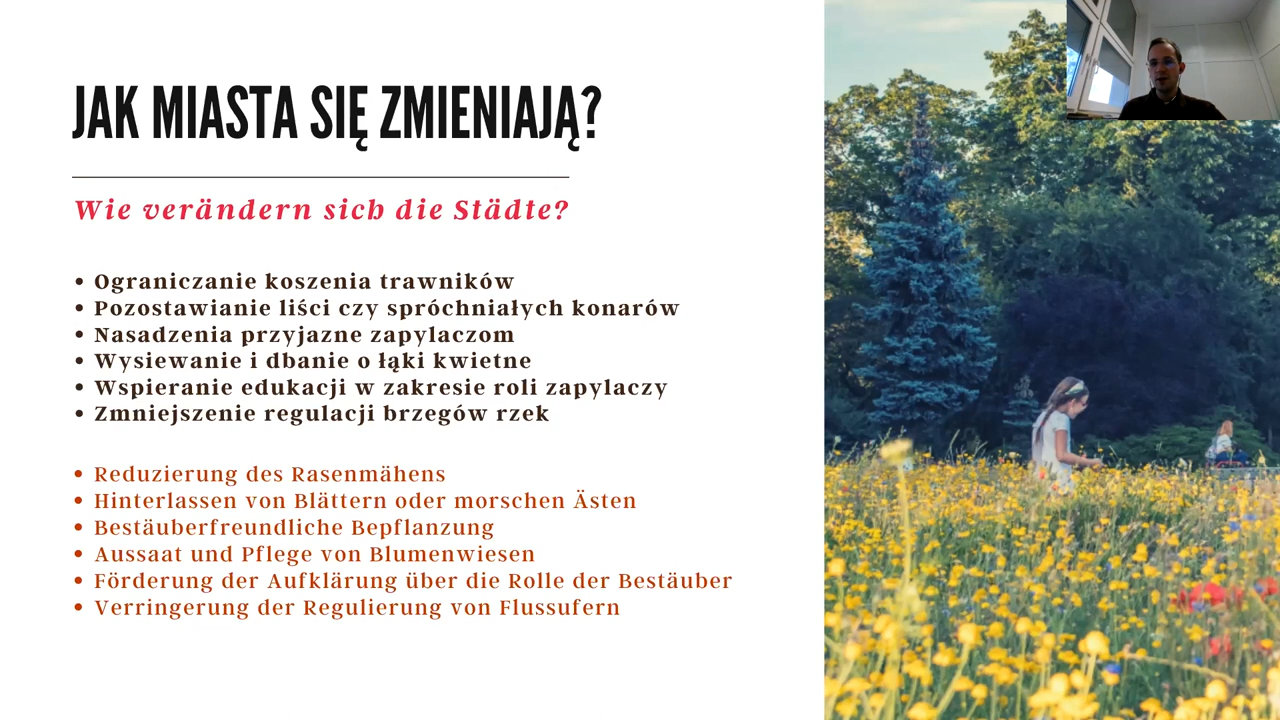 JAK MIASTA SIĘ ZMIENIAJĄ?
Wie verändern sich die Städte?
• Ograniczanie koszenia trawników
• Pozostawianie liści czy spróchniałych konarów
• Nasadzenia przyjazne zapylaczom
• Wysiewanie i dbanie o łąki kwietne
• Wspieranie edukacji w zakresie roli zapylaczy
• Zmniejszenie regulacji brzegów rzek
• Reduzierung des Rasenmähens
• Hinterlassen von Blättern oder morschen Ästen
• Bestäuberfreundliche Bepflanzung
• Aussaat und Pflege von Blumenwiesen
• Förderung der Aufklärung über die Rolle der Bestäuber
• Verringerung der Regulierung von Flussufern